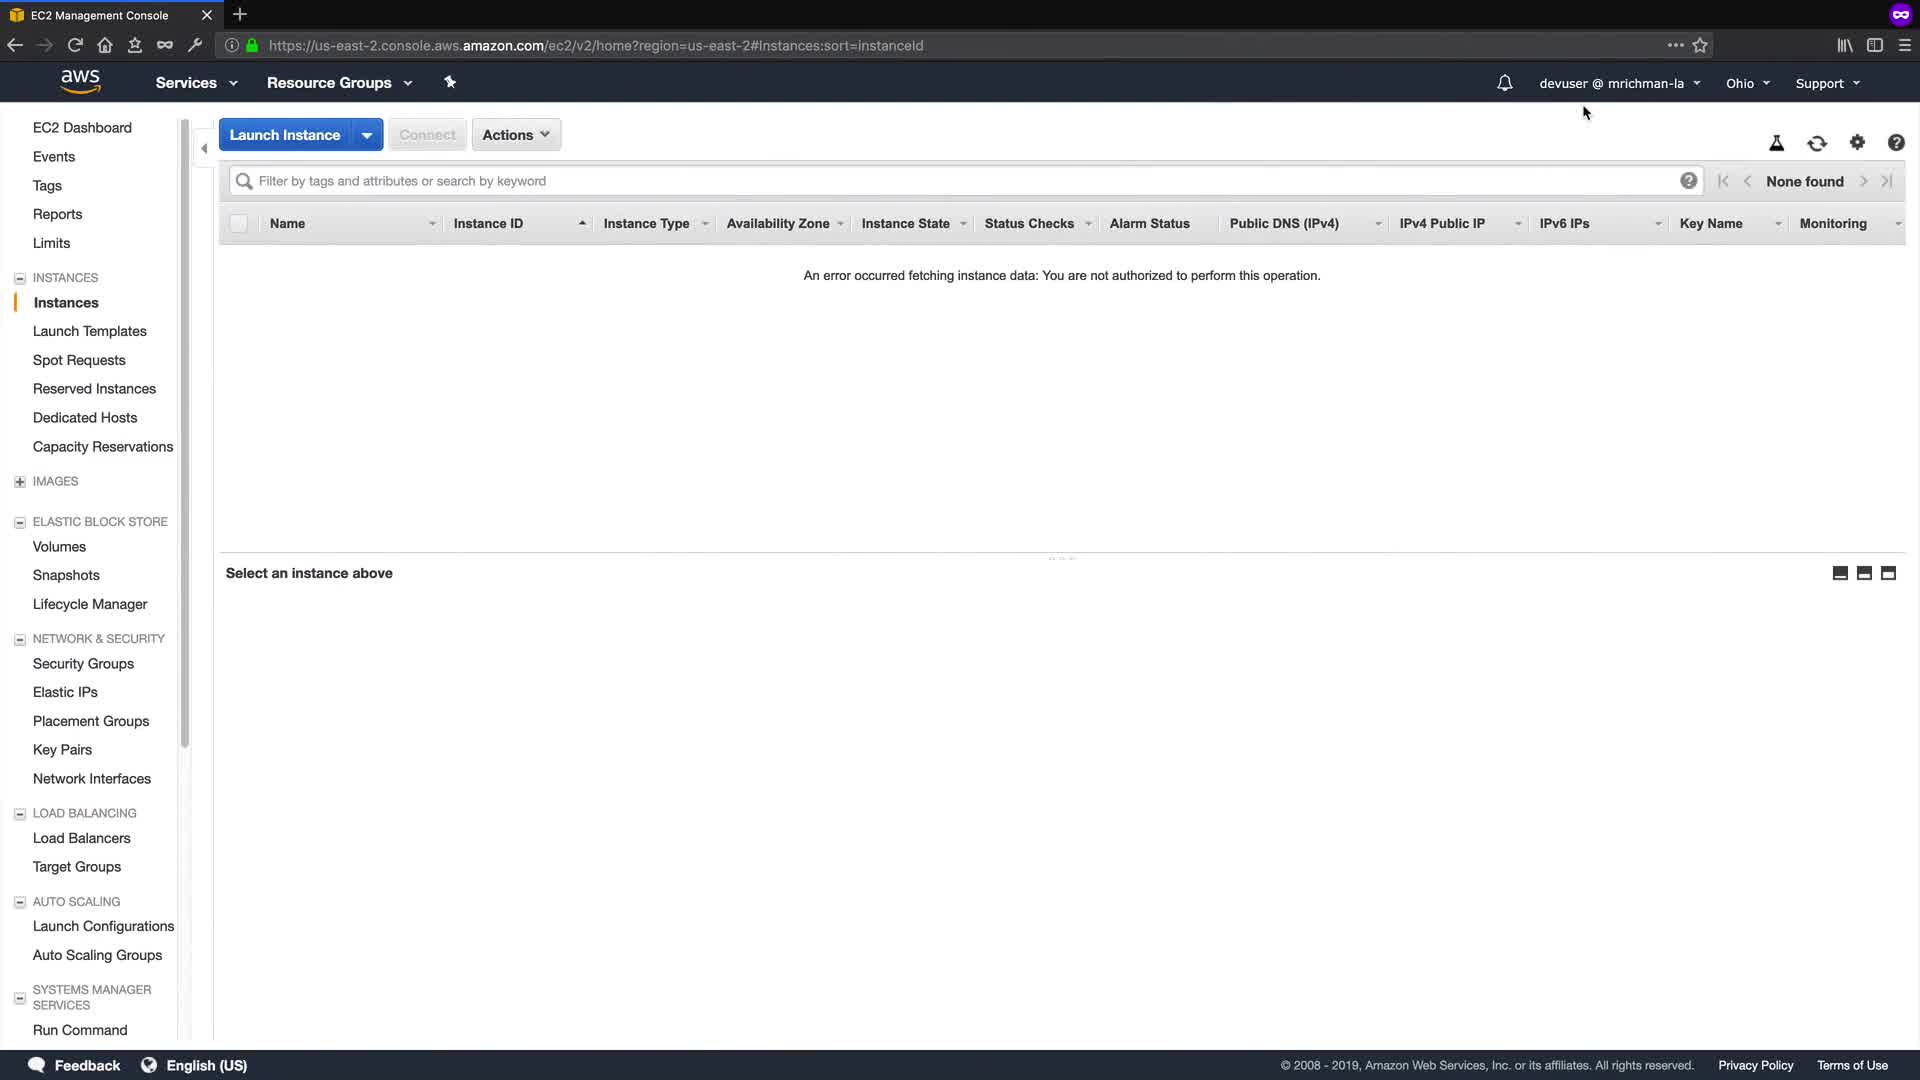 EC2 Management Console
https://us-east-2.console.aws.amazon.com/ec2/v2/home?region=us-east-2#Instances:sort=instanceId
aws
Services
Resource Groups
devuser @ mrichman-la
Ohio
Support
EC2 Dashboard
Events
Tags
Reports
Limits
INSTANCES
Instances
Launch Templates
Spot Requests
Reserved Instances
Dedicated Hosts
Capacity Reservations
IMAGES
ELASTIC BLOCK STORE
Volumes
Snapshots
Lifecycle Manager
NETWORK & SECURITY
Security Groups
Elastic IPs
Placement Groups
Key Pairs
Network Interfaces
LOAD BALANCING
Load Balancers
Target Groups
AUTO SCALING
Launch Configurations
Auto Scaling Groups
SYSTEMS MANAGER
SERVICES
Run Command
Launch Instance
Connect
Actions
Filter by tags and attributes or search by keyword
None found
Name
Instance ID
Instance Type
Availability Zone
Instance State
Status Checks
Alarm Status
Public DNS (IPv4)
IPv4 Public IP
IPv6 IPs
Key Name
Monitoring
An error occurred fetching instance data: You are not authorized to perform this operation.
Select an instance above
Feedback
English (US)
© 2008 - 2019, Amazon Web Services, Inc. or its affiliates. All rights reserved.
Privacy Policy
Terms of Use